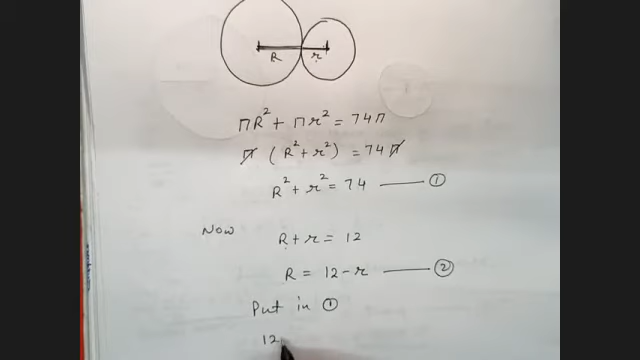 R r
πR² + πr² = 74π
π (R² + r²) = 74π
R² + r² = 74 —— ①
Now
R + r = 12
R = 12 - r —— ②
Put in ①
12